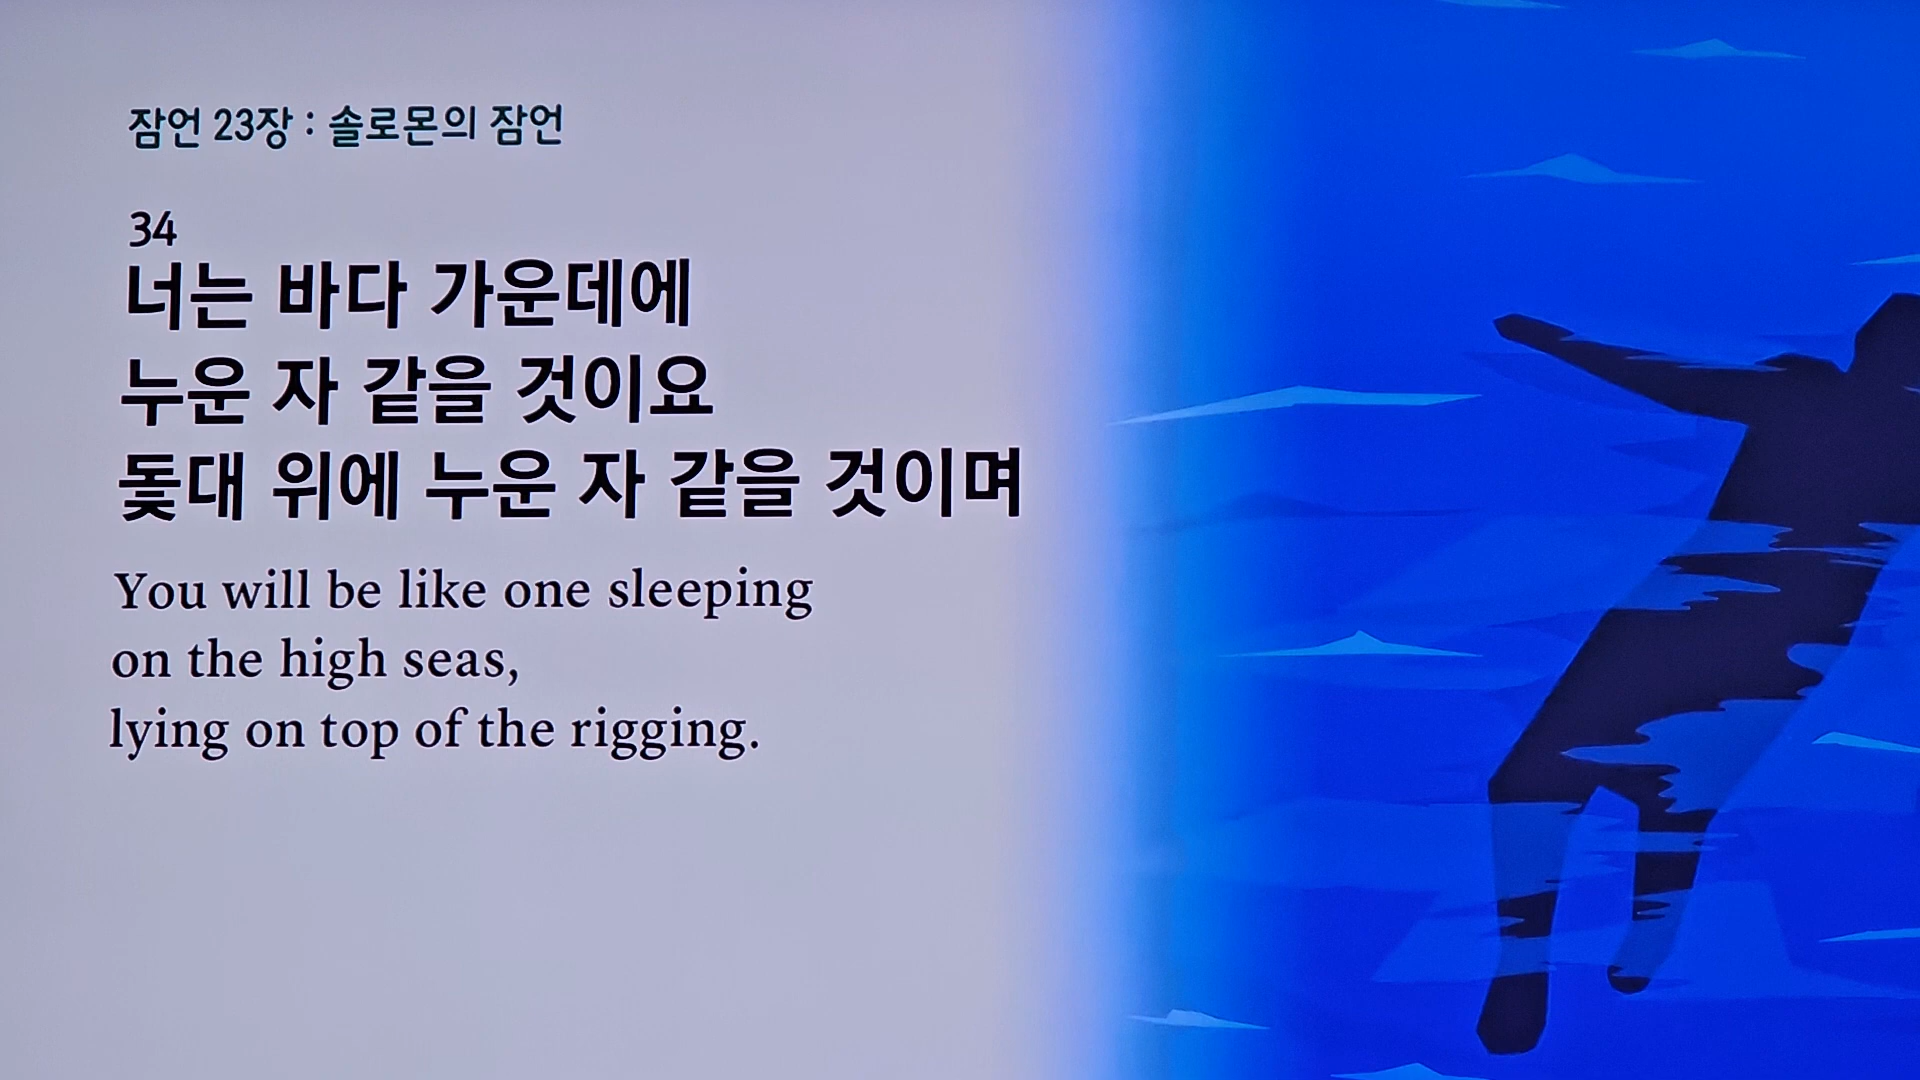 잠언 23장 : 솔로몬의 잠언
34
너는 바다 가운데에
누운 자 같을 것이요
돛대 위에 누운 자 같을 것이며
You will be like one sleeping
on the high seas,
lying on top of the rigging.